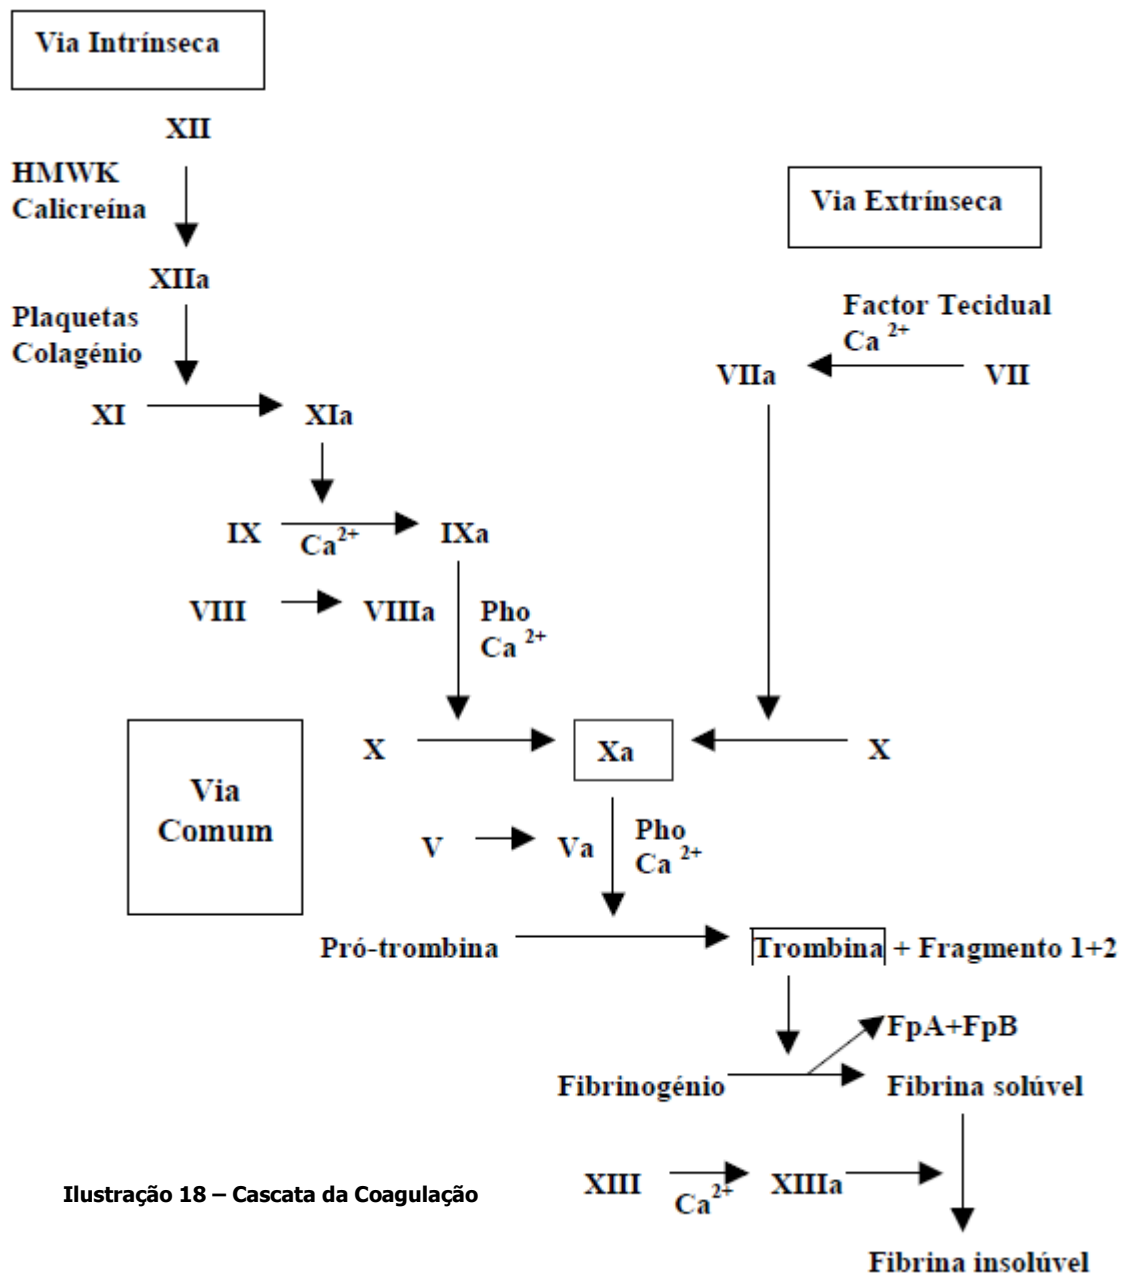 Via Intrínseca
XII
HMWK
Calicreína
XIIa
Plaquetas
Colagénio
XI
XIa
Via Extrínseca
Factor Tecidual
Ca 2+
VIIa
VII
IX
Ca2+
IXa
VIII
VIIIa
Pho
Ca 2+
X
Xa
X
Via
Comum
V
Va
Pho
Ca 2+
Pró-trombina
Trombina + Fragmento 1+2
FpA+FpB
Fibrinogénio
Fibrina solúvel
XIII
Ca2+
XIIIa
Fibrina insolúvel
Ilustração 18 – Cascata da Coagulação